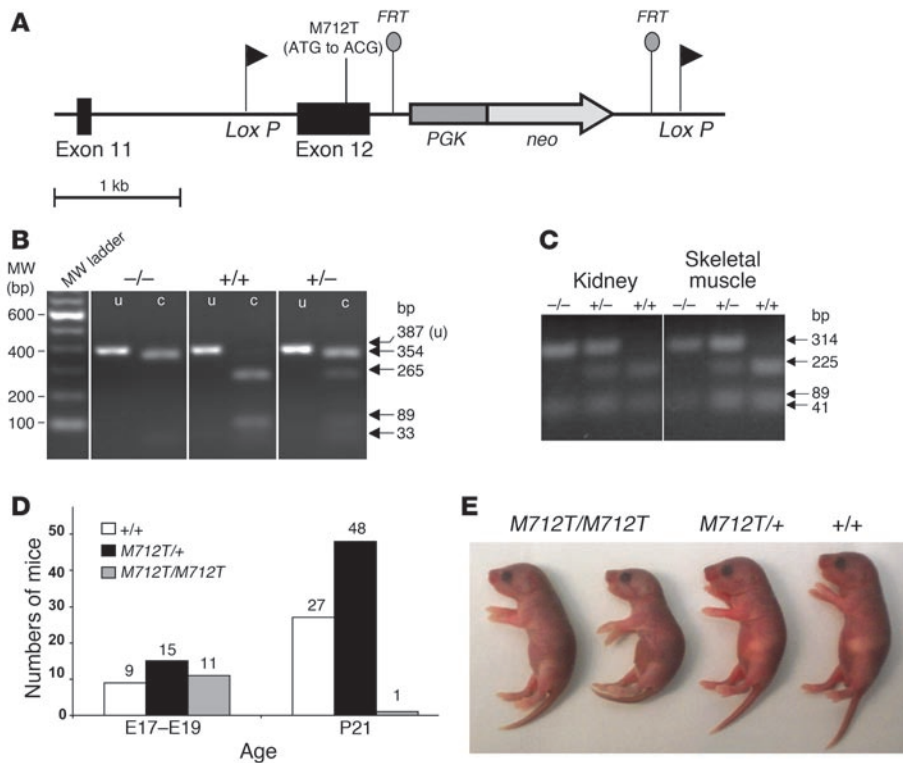 A
M712T
(ATG to ACG)
FRT
FRT
Lox P
Lox P
Exon 11
Exon 12
PGK
neo
1 kb
B
MW
(bp)
MW ladder
–/–
+/+
+/–
u
c
u
c
u
c
bp
600
400
200
100
387 (u)
354
265
89
33
C
Kidney
Skeletal
muscle
–/–
+/–
+/+
–/–
+/–
+/+
bp
314
225
89
41
D
Numbers of mice
50
40
30
20
10
0
+/+
M712T/+
M712T/M712T
9
15
11
27
48
1
E17–E19
P21
Age
E
M712T/M712T
M712T/+
+/+